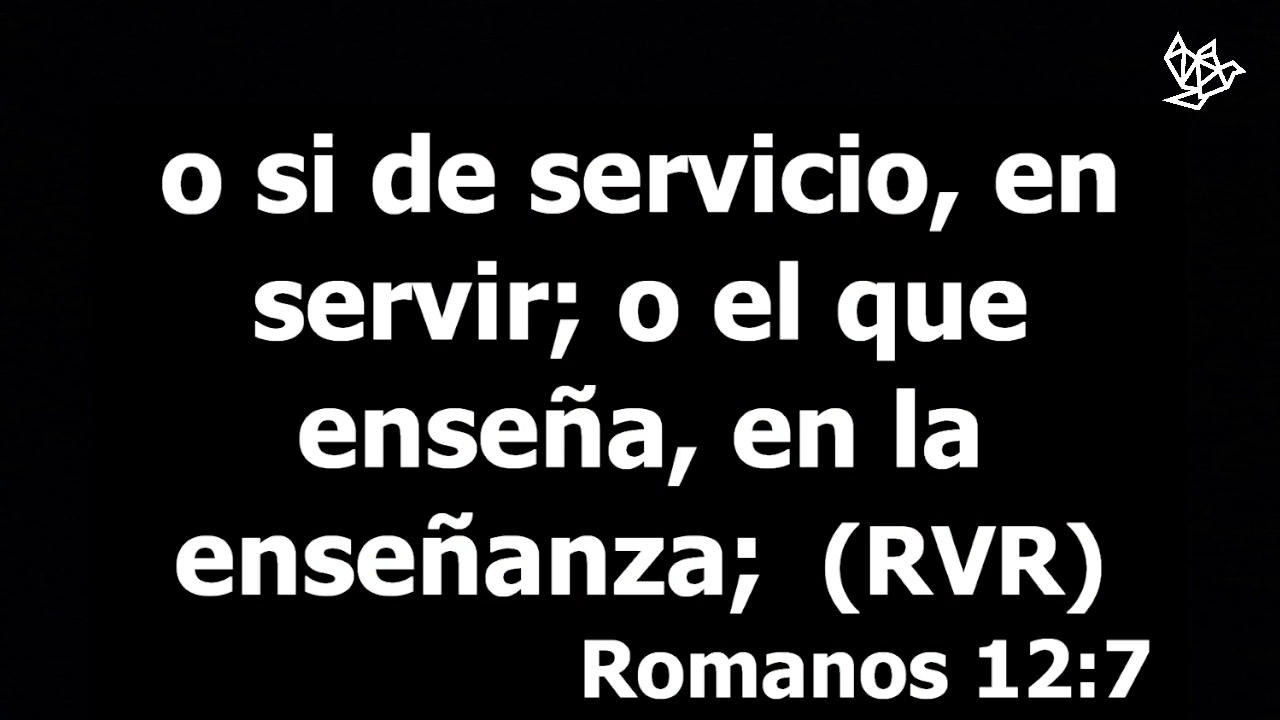 o si de servicio, en
servir; o el que
enseña, en la
enseñanza;  (RVR)
Romanos 12:7